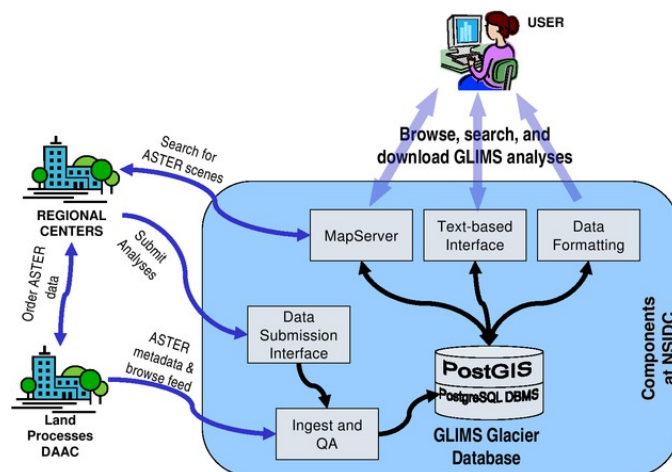 USER
Browse, search, and
download GLIMS analyses
Search for
ASTER scenes
REGIONAL
CENTERS
MapServer
Text-based
Interface
Data
Formatting
Submit
Analyses
Order ASTER
data
Data
Submission
Interface
ASTER
metadata &
browse feed
PostGIS
PostgreSQL DBMS
Components
at NSIDC
Land
Processes
DAAC
Ingest and
QA
GLIMS Glacier
Database